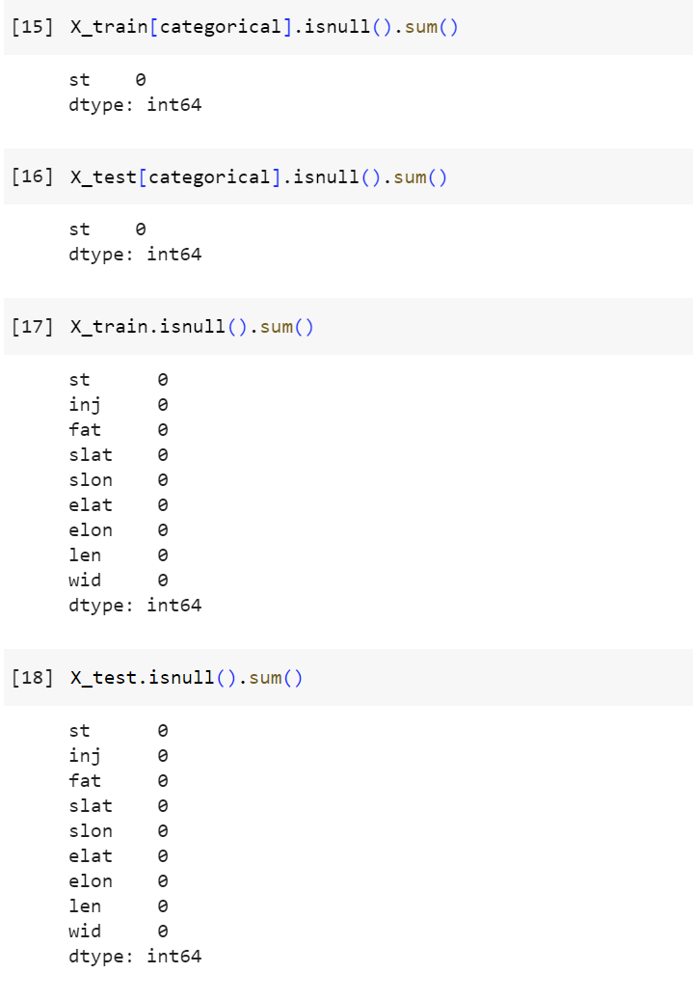 [15] X_train[categorical].isnull().sum()
st    0
dtype: int64
[16] X_test[categorical].isnull().sum()
st    0
dtype: int64
[17] X_train.isnull().sum()
st      0
inj     0
fat     0
slat    0
slon    0
elat    0
elon    0
len     0
wid     0
dtype: int64
[18] X_test.isnull().sum()
st      0
inj     0
fat     0
slat    0
slon    0
elat    0
elon    0
len     0
wid     0
dtype: int64